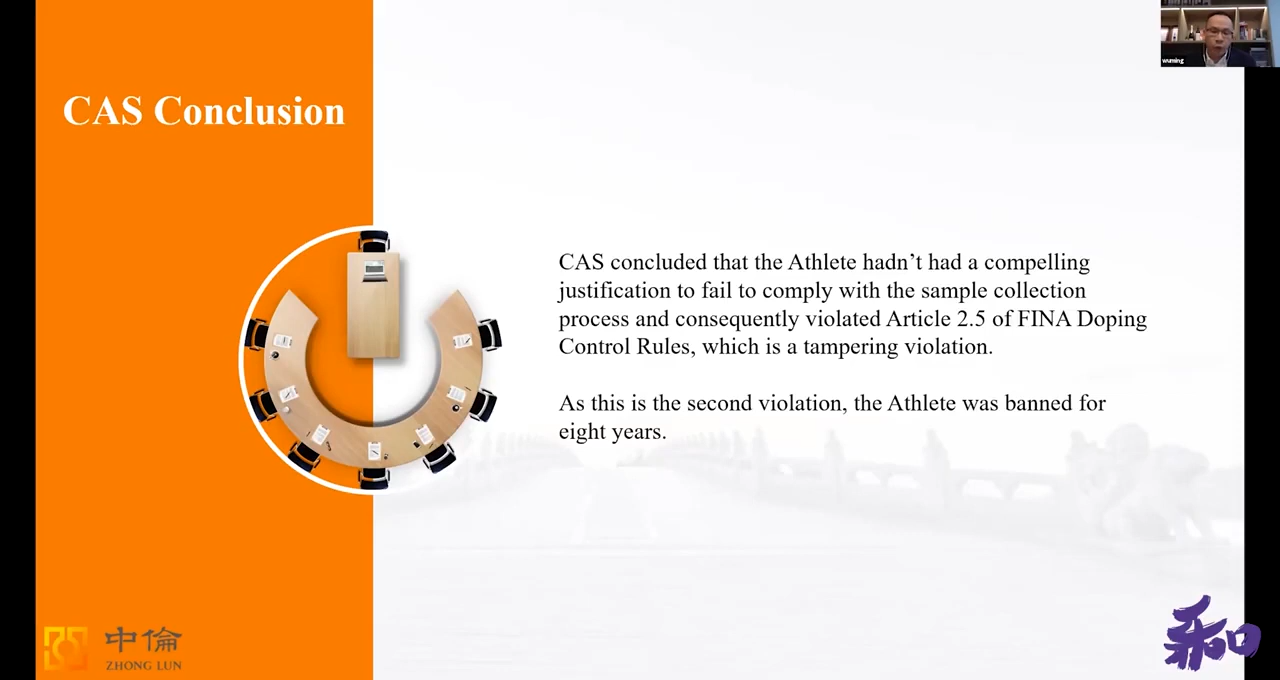 wuming
CAS Conclusion
CAS concluded that the Athlete hadn’t had a compelling
justification to fail to comply with the sample collection
process and consequently violated Article 2.5 of FINA Doping
Control Rules, which is a tampering violation.
As this is the second violation, the Athlete was banned for
eight years.
中倫
ZHONG LUN
和